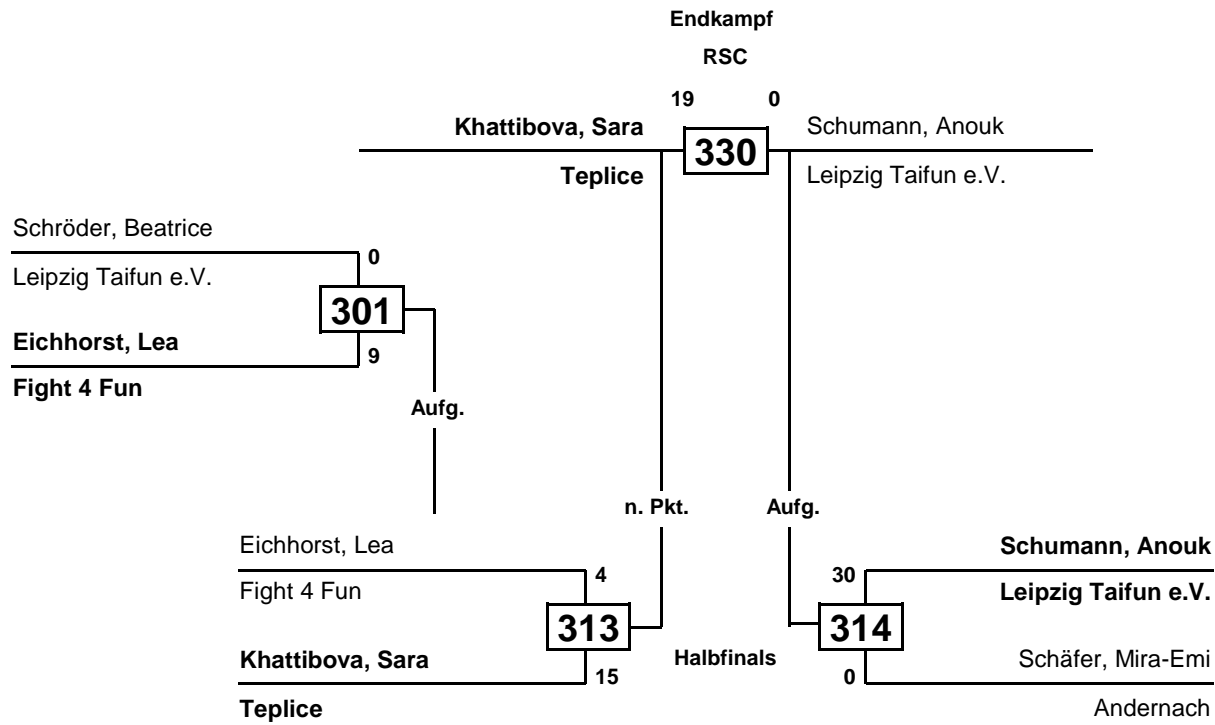 Endkampf
RSC
19 0
Khattibova, Sara 330 Schumann, Anouk
Teplice Leipzig Taifun e.V.
Schröder, Beatrice
0
Leipzig Taifun e.V.
301
Eichhorst, Lea
9
Fight 4 Fun
Aufg.
n. Pkt. Aufg.
Eichhorst, Lea Schumann, Anouk
4 30
Fight 4 Fun Leipzig Taifun e.V.
313 314
Khattibova, Sara Halbfinals Schäfer, Mira-Emi
15 0
Teplice Andernach